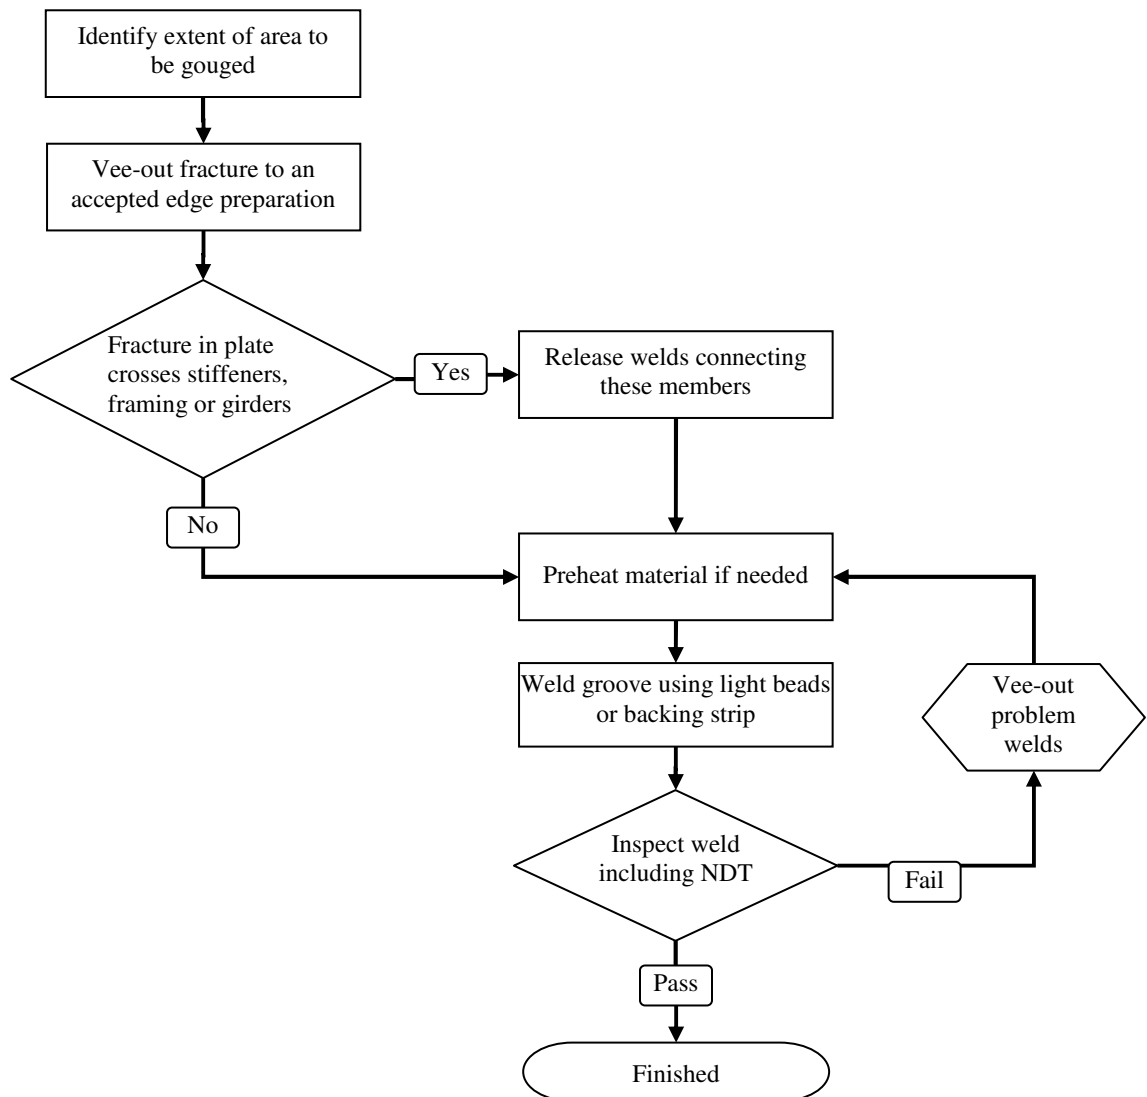 Identify extent of area to
be gouged
Vee-out fracture to an
accepted edge preparation
Fracture in plate
crosses stiffeners,
framing or girders
Yes
Release welds connecting
these members
No
Preheat material if needed
Weld groove using light beads
or backing strip
Vee-out
problem
welds
Inspect weld
including NDT
Fail
Pass
Finished